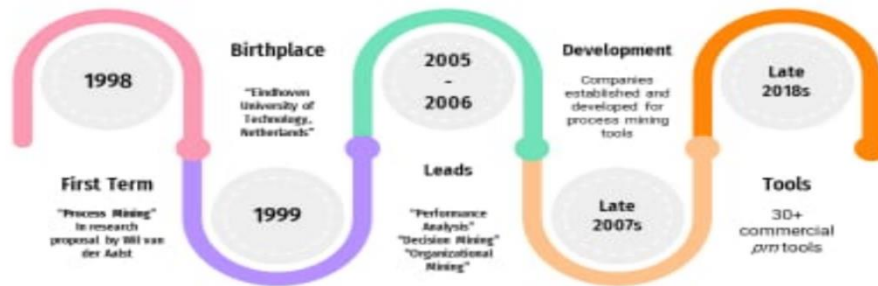 1998
First Term
"Process Mining"
In research
proposal by Wil van
der Aalst
Birthplace
"Eindhoven
University of
Technology,
Netherlands"
1999
2005
-
2006
Leads
"Performance
Analysis"
"Decision Mining"
"Organizational
Mining"
Development
Companies
established and
developed for
process mining
tools
Late
2007s
Late
2018s
Tools
30+
commercial
pm tools